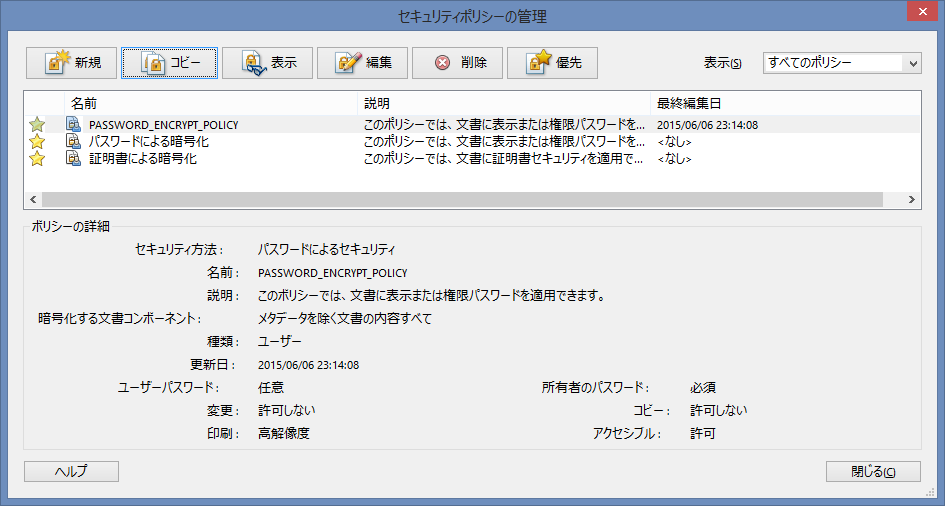 セキュリティポリシーの管理
新規 コピー 表示 編集 削除 優先 表示(S) すべてのポリシー
名前 説明 最終編集日
PASSWORD_ENCRYPT_POLICY このポリシーでは、文書に表示または権限パスワードを... 2015/06/06 23:14:08
パスワードによる暗号化 このポリシーでは、文書に表示または権限パスワードを... <なし>
証明書による暗号化 このポリシーでは、文書に証明書セキュリティを適用で... <なし>
ポリシーの詳細
セキュリティ方法: パスワードによるセキュリティ
名前: PASSWORD_ENCRYPT_POLICY
説明: このポリシーでは、文書に表示または権限パスワードを適用できます。
暗号化する文書コンポーネント: メタデータを除く文書の内容すべて
種類: ユーザー
更新日: 2015/06/06 23:14:08
ユーザーパスワード: 任意 所有者のパスワード: 必須
変更: 許可しない コピー: 許可しない
印刷: 高解像度 アクセシブル: 許可
ヘルプ 閉じる(C)